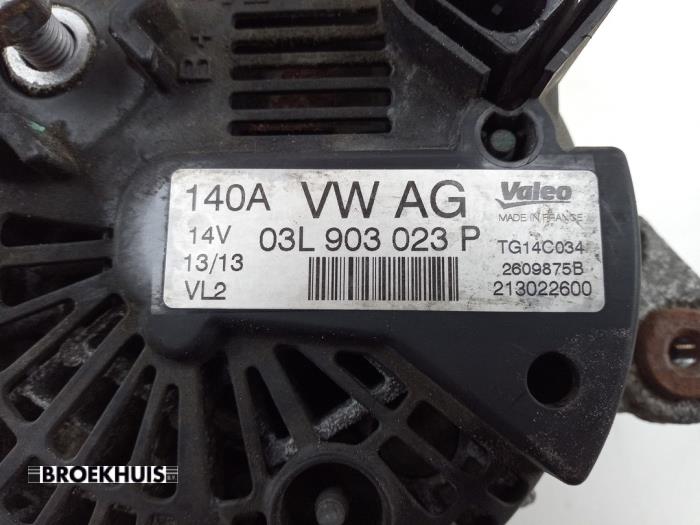 B+
140A VW AG Valeo
MADE IN FRANCE
14V 03L 903 023 P TG14C034
13/13 2609875B
VL2 213022600
BROEKHUIS